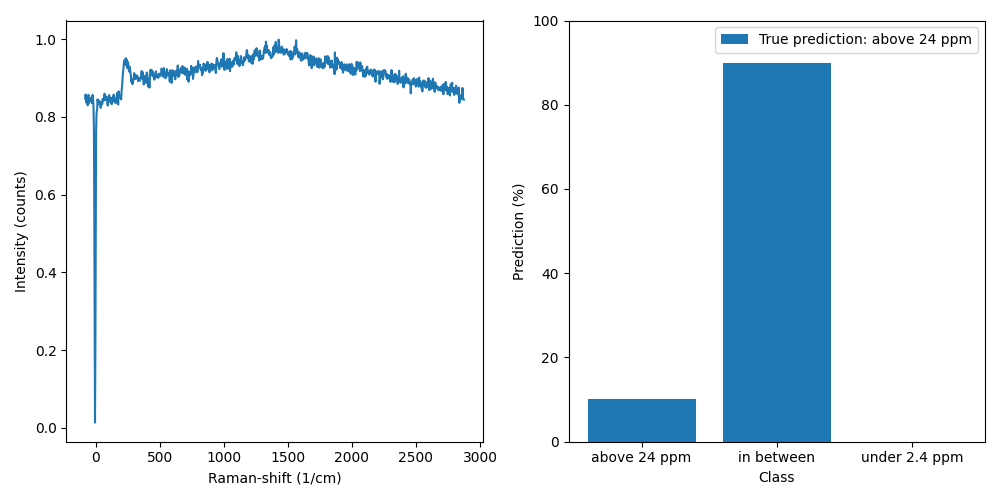 1.0
0.8
0.6
0.4
0.2
0.0
Intensity (counts)
0 500 1000 1500 2000 2500 3000
Raman-shift (1/cm)
100
80
60
40
20
0
Prediction (%)
True prediction: above 24 ppm
above 24 ppm in between under 2.4 ppm
Class